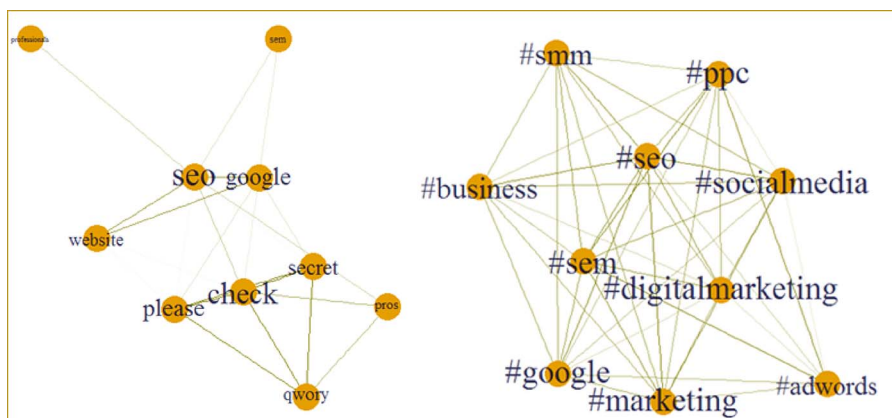 professionals
sem
seo
google
website
secret
check
please
pros
qwory
#smm
#ppc
#seo
#business
#socialmedia
#sem
#digitalmarketing
#google
#marketing
#adwords